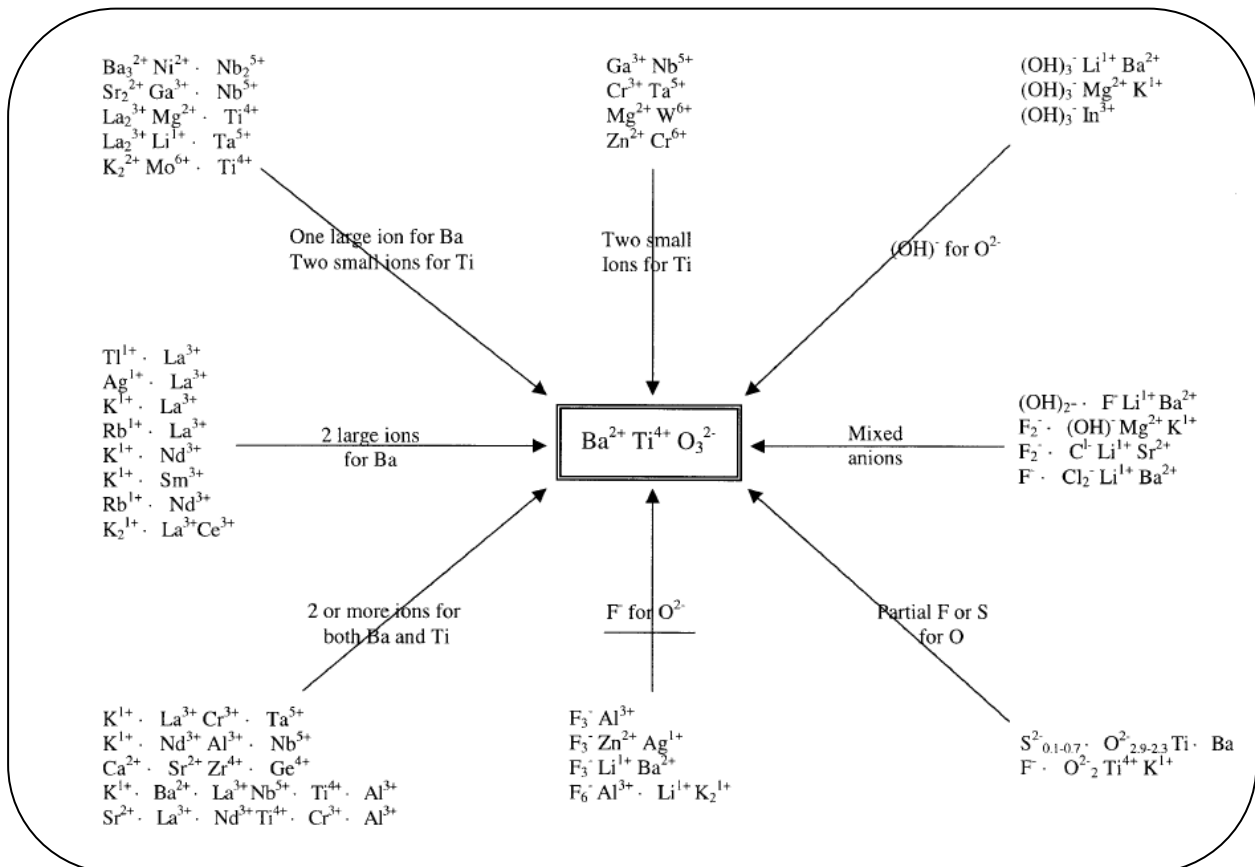 Ba₃²⁺ Ni²⁺ · Nb₂⁵⁺
Sr₂²⁺ Ga³⁺ · Nb⁵⁺
La₂³⁺ Mg²⁺ · Ti⁴⁺
La₂³⁺ Li¹⁺ · Ta⁵⁺
K₂²⁺ Mo⁶⁺ · Ti⁴⁺
Ga³⁺ Nb⁵⁺
Cr³⁺ Ta⁵⁺
Mg²⁺ W⁶⁺
Zn²⁺ Cr⁶⁺
(OH)₃⁻ Li¹⁺ Ba²⁺
(OH)₃⁻ Mg²⁺ K¹⁺
(OH)₃⁻ In³⁺
One large ion for Ba
Two small ions for Ti
Two small
Ions for Ti
(OH)⁻ for O²⁻
Tl¹⁺ · La³⁺
Ag¹⁺ · La³⁺
K¹⁺ · La³⁺
Rb¹⁺ · La³⁺
K¹⁺ · Nd³⁺
K¹⁺ · Sm³⁺
Rb¹⁺ · Nd³⁺
K₂¹⁺ · La³⁺Ce³⁺
2 large ions
for Ba
Ba²⁺ Ti⁴⁺ O₃²⁻
Mixed
anions
(OH)₂- · F⁻ Li¹⁺ Ba²⁺
F₂⁻ · (OH)⁻ Mg²⁺ K¹⁺
F₂⁻ · Cl⁻ Li¹⁺ Sr²⁺
F⁻ · Cl₂⁻ Li¹⁺ Ba²⁺
2 or more ions for
both Ba and Ti
F⁻ for O²⁻
Partial F or S
for O
K¹⁺ · La³⁺ Cr³⁺ · Ta⁵⁺
K¹⁺ · Nd³⁺ Al³⁺ · Nb⁵⁺
Ca²⁺ · Sr²⁺ Zr⁴⁺ · Ge⁴⁺
K¹⁺ · Ba²⁺ · La³⁺ Nb⁵⁺ · Ti⁴⁺ · Al³⁺
Sr²⁺ · La³⁺ · Nd³⁺ Ti⁴⁺ · Cr³⁺ · Al³⁺
F₃⁻ Al³⁺
F₃⁻ Zn²⁺ Ag¹⁺
F₃⁻ Li¹⁺ Ba²⁺
F₆⁻ Al³⁺ · Li¹⁺ K₂¹⁺
S²⁻₀.₁₋₀.₇ · O²⁻₂.₉₋₂.₃ Ti · Ba
F⁻ · O²⁻₂ Ti⁴⁺ K¹⁺